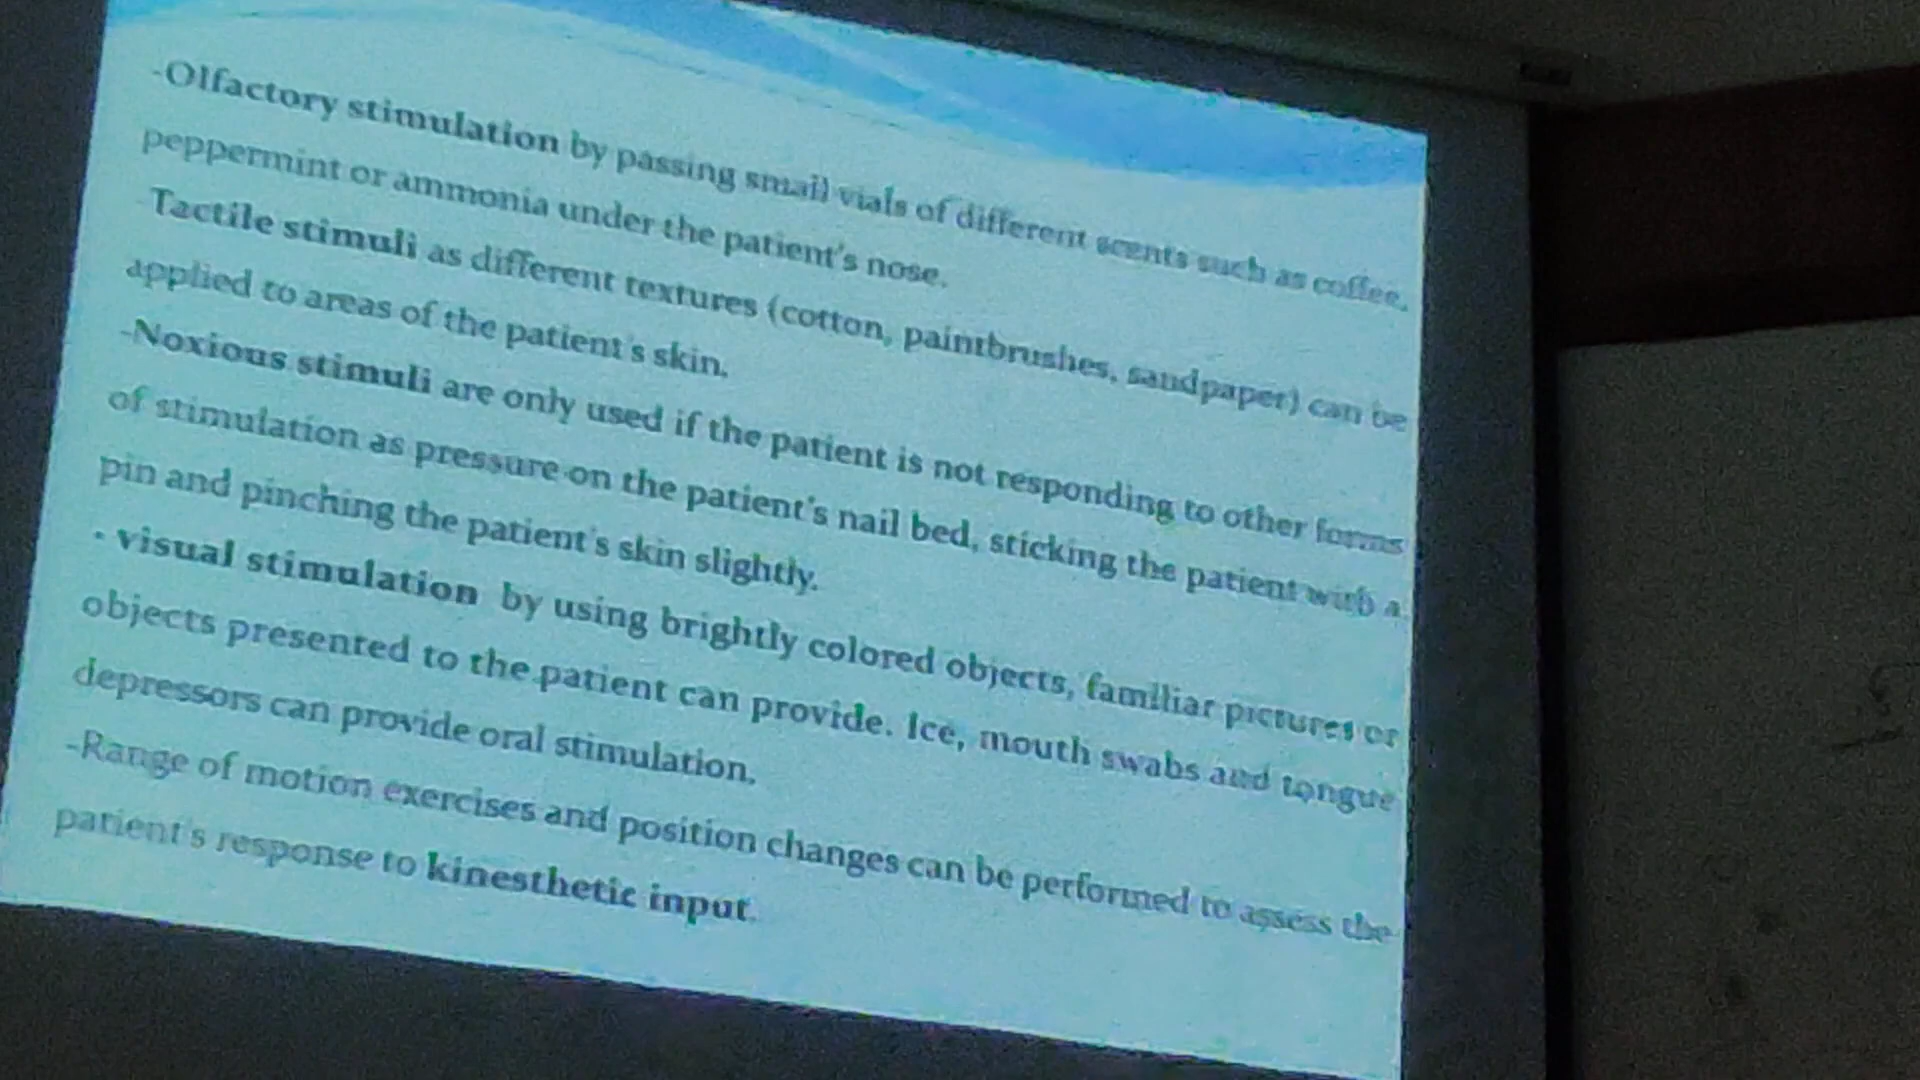 -Olfactory stimulation by passing small vials of different scents such as coffee,
peppermint or ammonia under the patient's nose.
Tactile stimuli as different textures (cotton, paintbrushes, sandpaper) can be
applied to areas of the patient's skin.
-Noxious stimuli are only used if the patient is not responding to other forms
of stimulation as pressure on the patient's nail bed, sticking the patient with a
pin and pinching the patient's skin slightly.
- visual stimulation by using brightly colored objects, familiar pictures or
objects presented to the patient can provide. Ice, mouth swabs and tongue
depressors can provide oral stimulation.
-Range of motion exercises and position changes can be performed to assess the
patient's response to kinesthetic input.